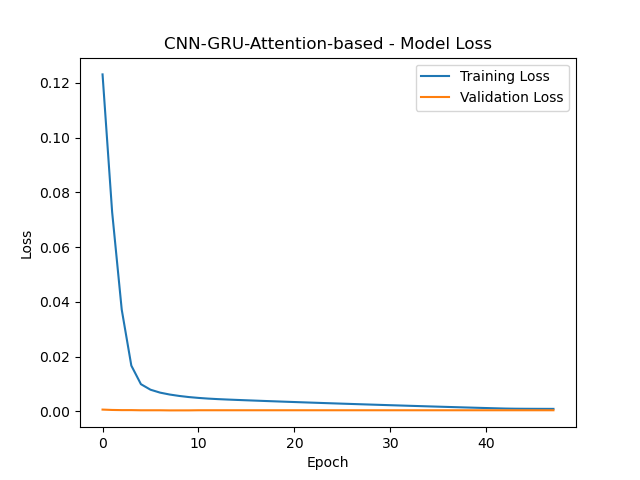 CNN-GRU-Attention-based - Model Loss
Training Loss
Validation Loss
0.12
0.10
0.08
0.06
0.04
0.02
0.00
Loss
0
10
20
30
40
Epoch